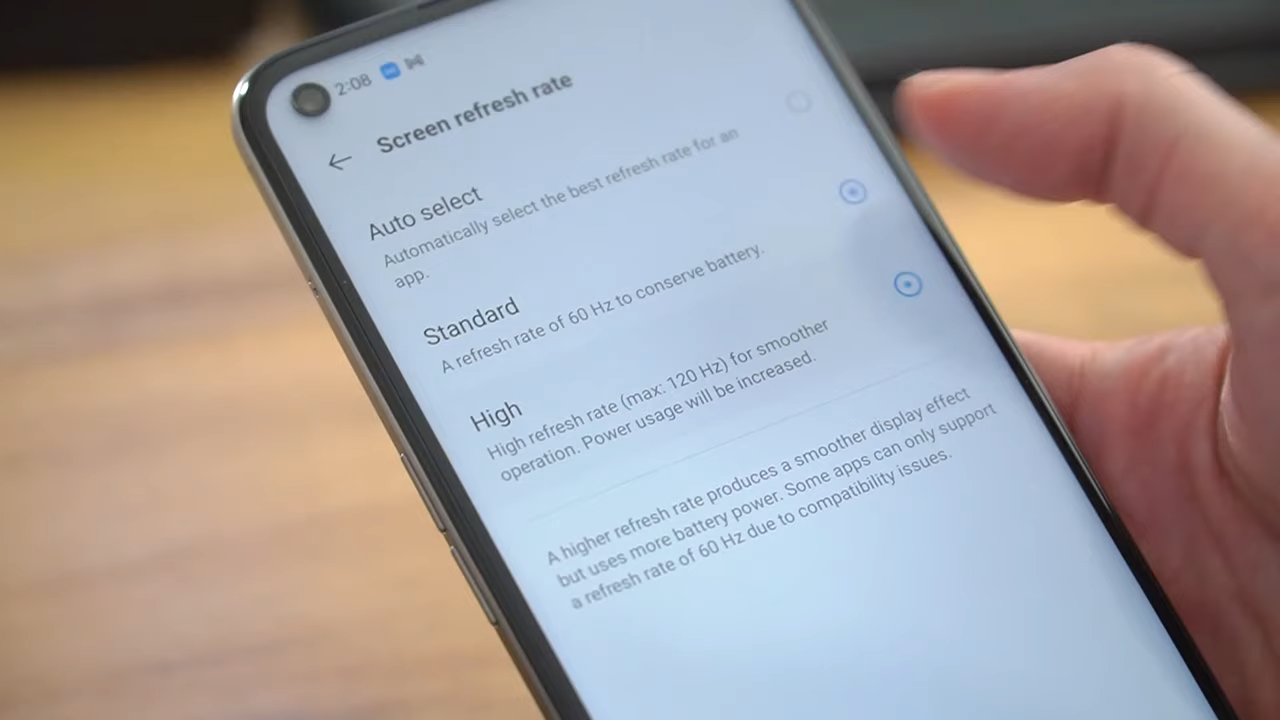 2:08
Screen refresh rate
Auto select
Automatically select the best refresh rate for an
app.
Standard
A refresh rate of 60 Hz to conserve battery.
High
High refresh rate (max: 120 Hz) for smoother
operation. Power usage will be increased.
A higher refresh rate produces a smoother display effect
but uses more battery power. Some apps can only support
a refresh rate of 60 Hz due to compatibility issues.